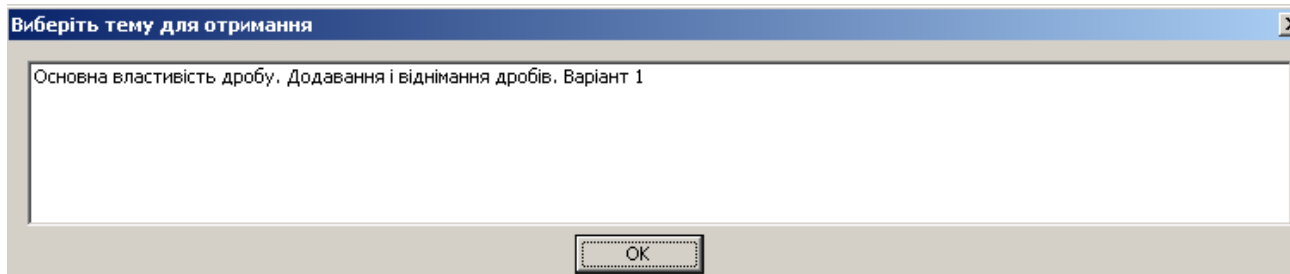 Виберіть тему для отримання
Основна властивість дробу. Додавання і віднімання дробів. Варіант 1
OK